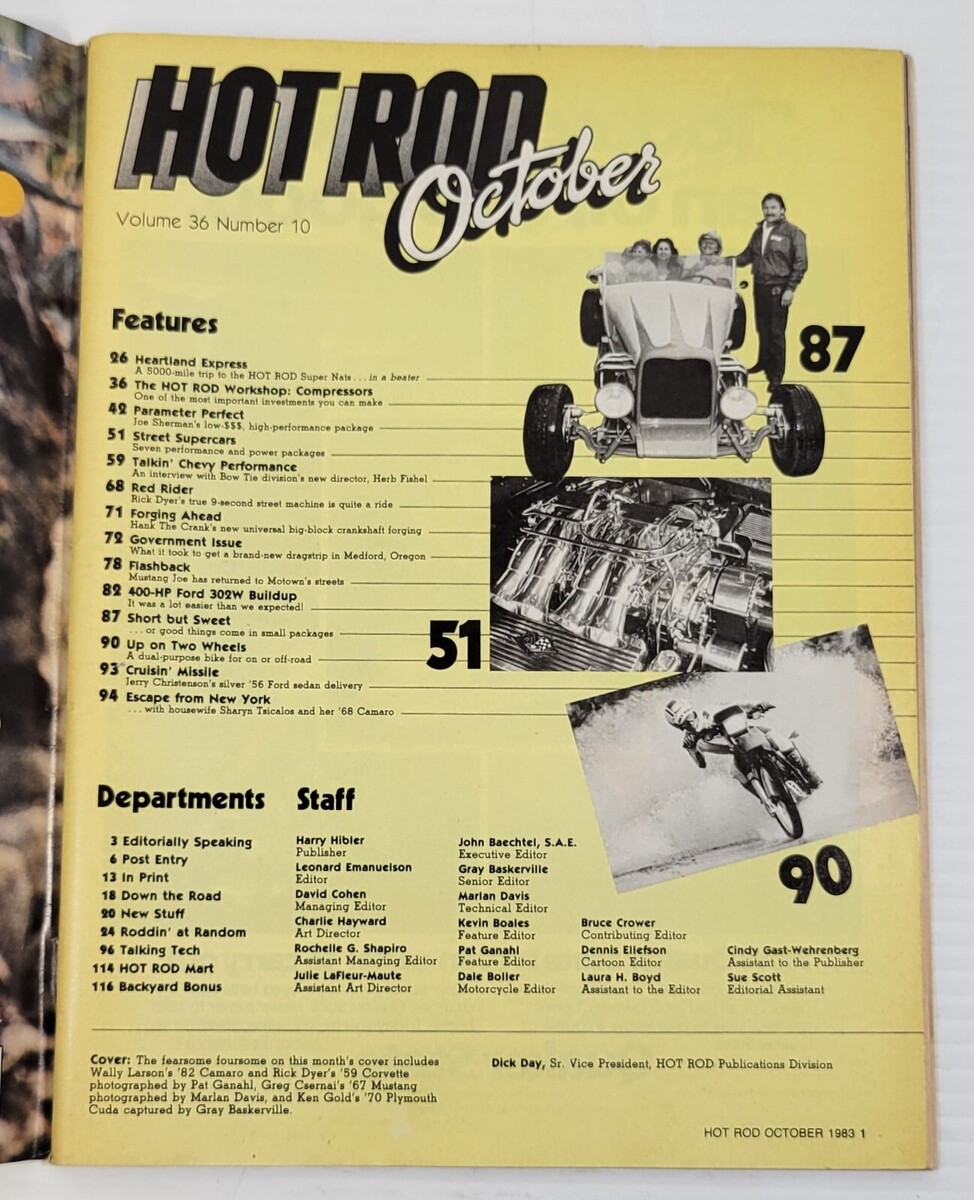 HOT ROD
October
Volume 36 Number 10
87
Features
26 Heartland Express
A 5000-mile trip to the HOT ROD Super Nats . . . in a beater
36 The HOT ROD Workshop: Compressors
One of the most important investments you can make
42 Parameter Perfect
Joe Sherman's low-$$$, high-performance package
51 Street Supercars
Seven performance and power packages
59 Talkin' Chevy Performance
An interview with Bow Tie division's new director, Herb Fishel
68 Red Rider
Rick Dyer's true 9-second street machine is quite a ride
71 Forging Ahead
Hank The Crank's new universal big-block crankshaft forging
72 Government Issue
What it took to get a brand-new dragstrip in Medford, Oregon
78 Flashback
Mustang Joe has returned to Motown's streets
82 400-HP Ford 302W Buildup
It was a lot easier than we expected!
87 Short but Sweet
. . . or good things come in small packages
90 Up on Two Wheels
A dual-purpose bike for on or off-road
93 Cruisin' Missile
Jerry Christenson's silver '56 Ford sedan delivery
94 Escape from New York
. . . with housewife Sharyn Tsicalos and her '68 Camaro
51
90
Departments
3 Editorially Speaking
6 Post Entry
13 In Print
18 Down the Road
20 New Stuff
24 Roddin' at Random
96 Talking Tech
114 HOT ROD Mart
116 Backyard Bonus
Staff
Harry Hibler
Publisher
Leonard Emanuelson
Editor
David Cohen
Managing Editor
Charlie Hayward
Art Director
Rochelle G. Shapiro
Assistant Managing Editor
Julie LaFleur-Maute
Assistant Art Director
John Baechtel, S.A.E.
Executive Editor
Gray Baskerville
Senior Editor
Marlan Davis
Technical Editor
Kevin Boales
Feature Editor
Pat Ganahl
Feature Editor
Dale Boller
Motorcycle Editor
Bruce Crower
Contributing Editor
Dennis Ellefson
Cartoon Editor
Laura H. Boyd
Assistant to the Editor
Cindy Gast-Wehrenberg
Assistant to the Publisher
Sue Scott
Editorial Assistant
Cover: The fearsome foursome on this month's cover includes
Wally Larson's '82 Camaro and Rick Dyer's '59 Corvette
photographed by Pat Ganahl, Greg Csernai's '67 Mustang
photographed by Marlan Davis, and Ken Gold's '70 Plymouth
Cuda captured by Gray Baskerville.
Dick Day, Sr. Vice President, HOT ROD Publications Division
HOT ROD OCTOBER 1983 1